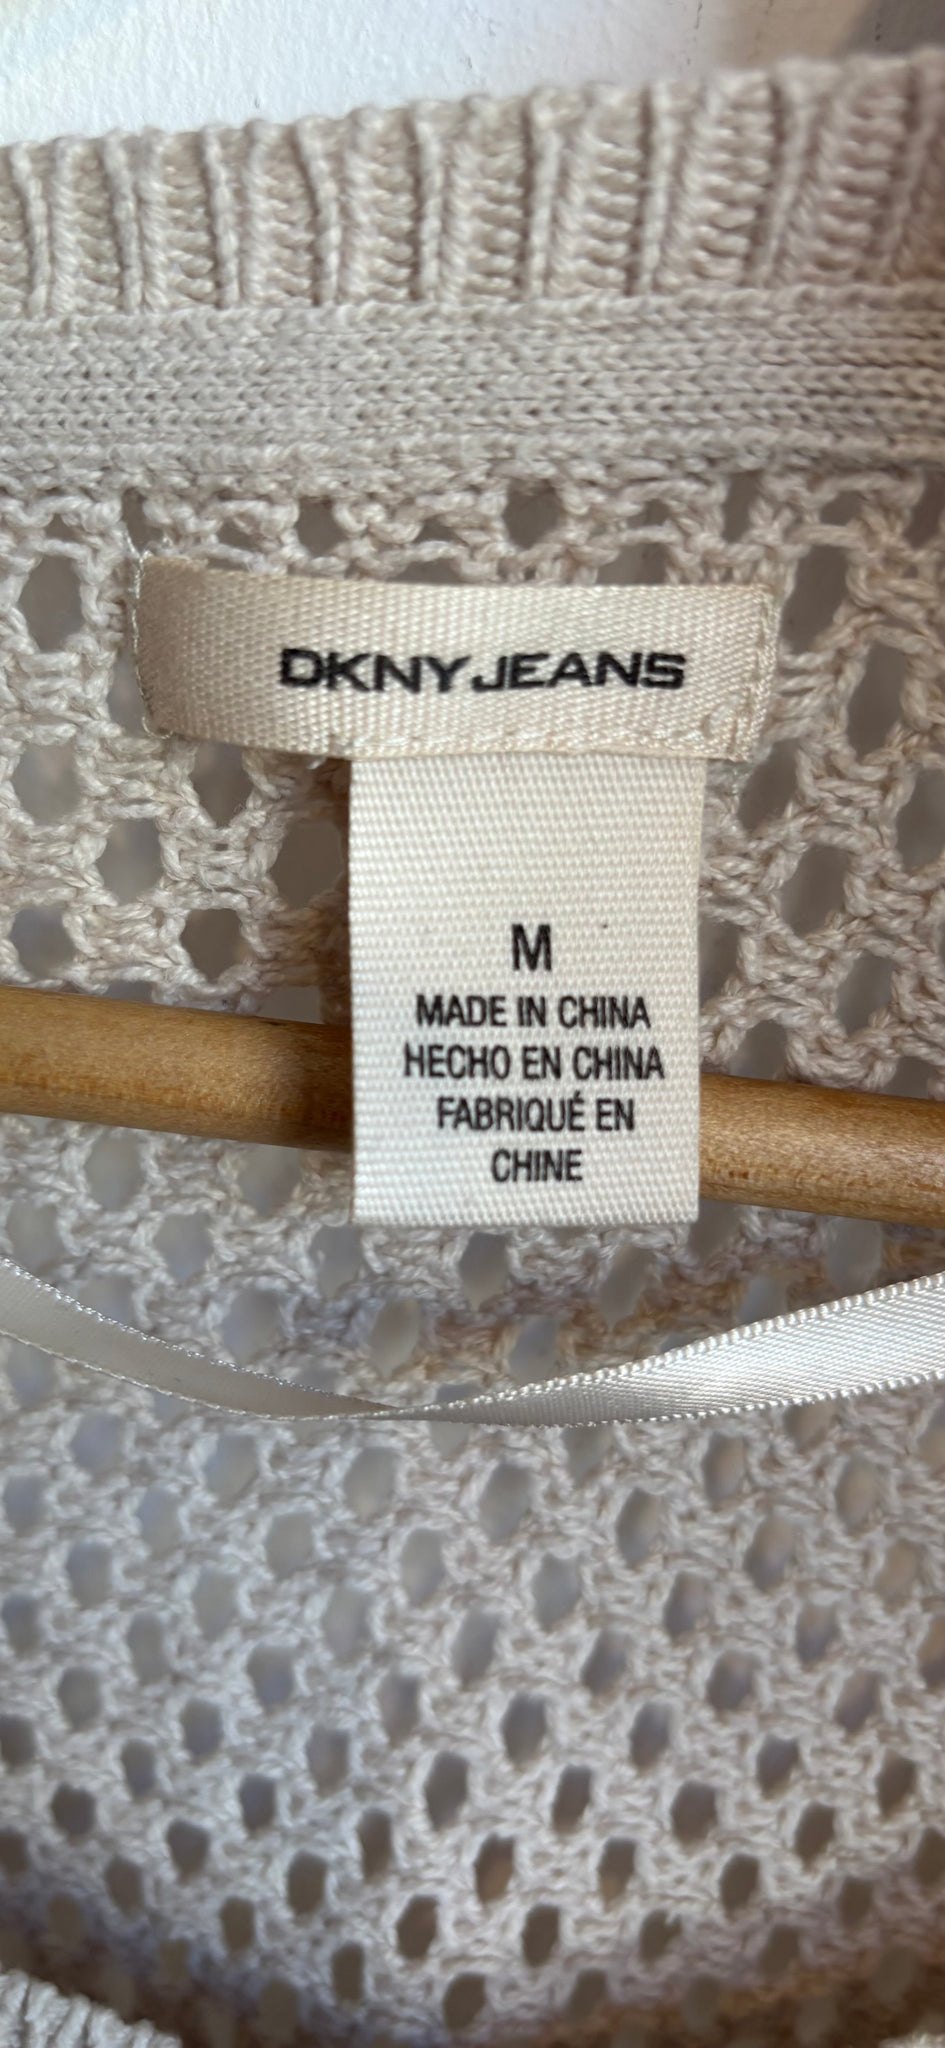 DKNY JEANS
M
MADE IN CHINA
HECHO EN CHINA
FABRIQUÉ EN
CHINE